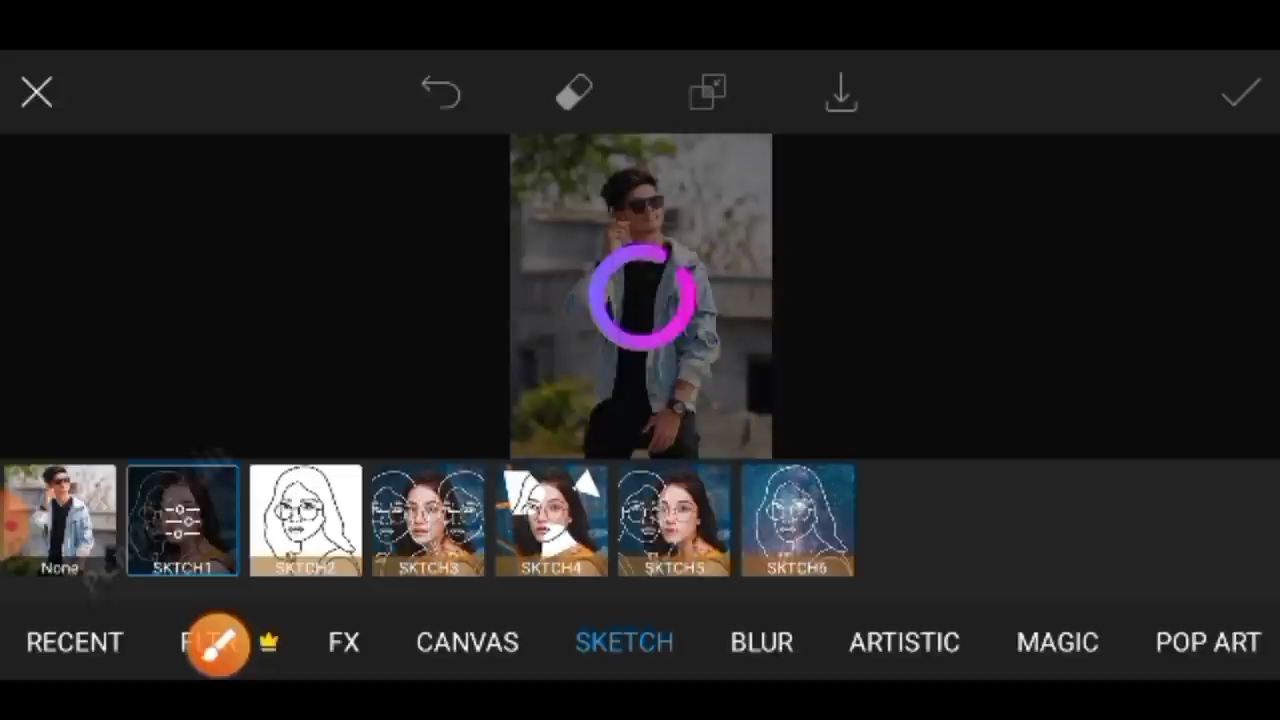 None
SKTCH1
SKTCH2
SKTCH3
SKTCH4
SKTCH5
SKTCH6
RECENT
FX
CANVAS
SKETCH
BLUR
ARTISTIC
MAGIC
POP ART